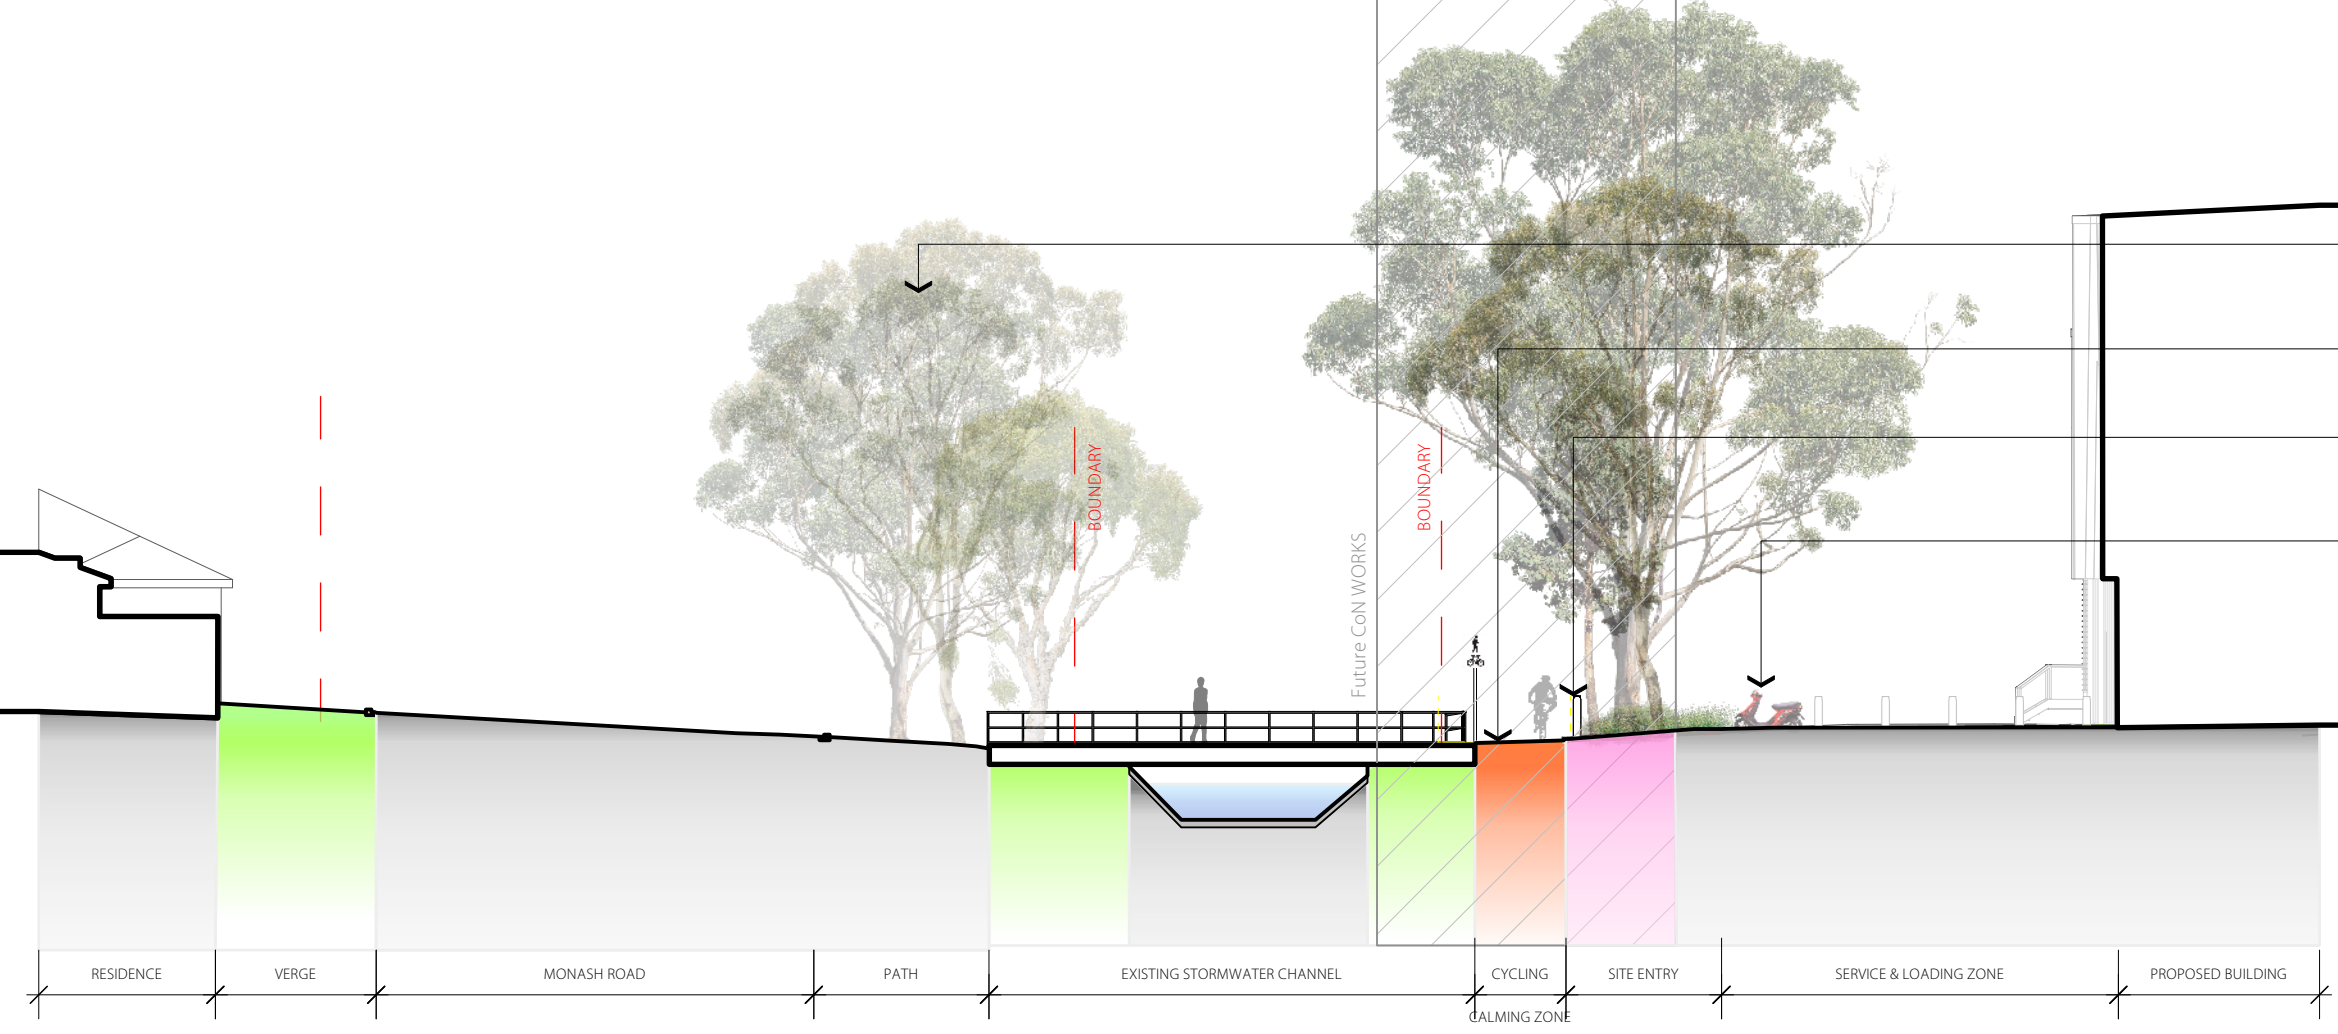 BOUNDARY
BOUNDARY
Future CoN WORKS
RESIDENCE
VERGE
MONASH ROAD
PATH
EXISTING STORMWATER CHANNEL
CYCLING
SITE ENTRY
SERVICE & LOADING ZONE
PROPOSED BUILDING
CALMING ZONE